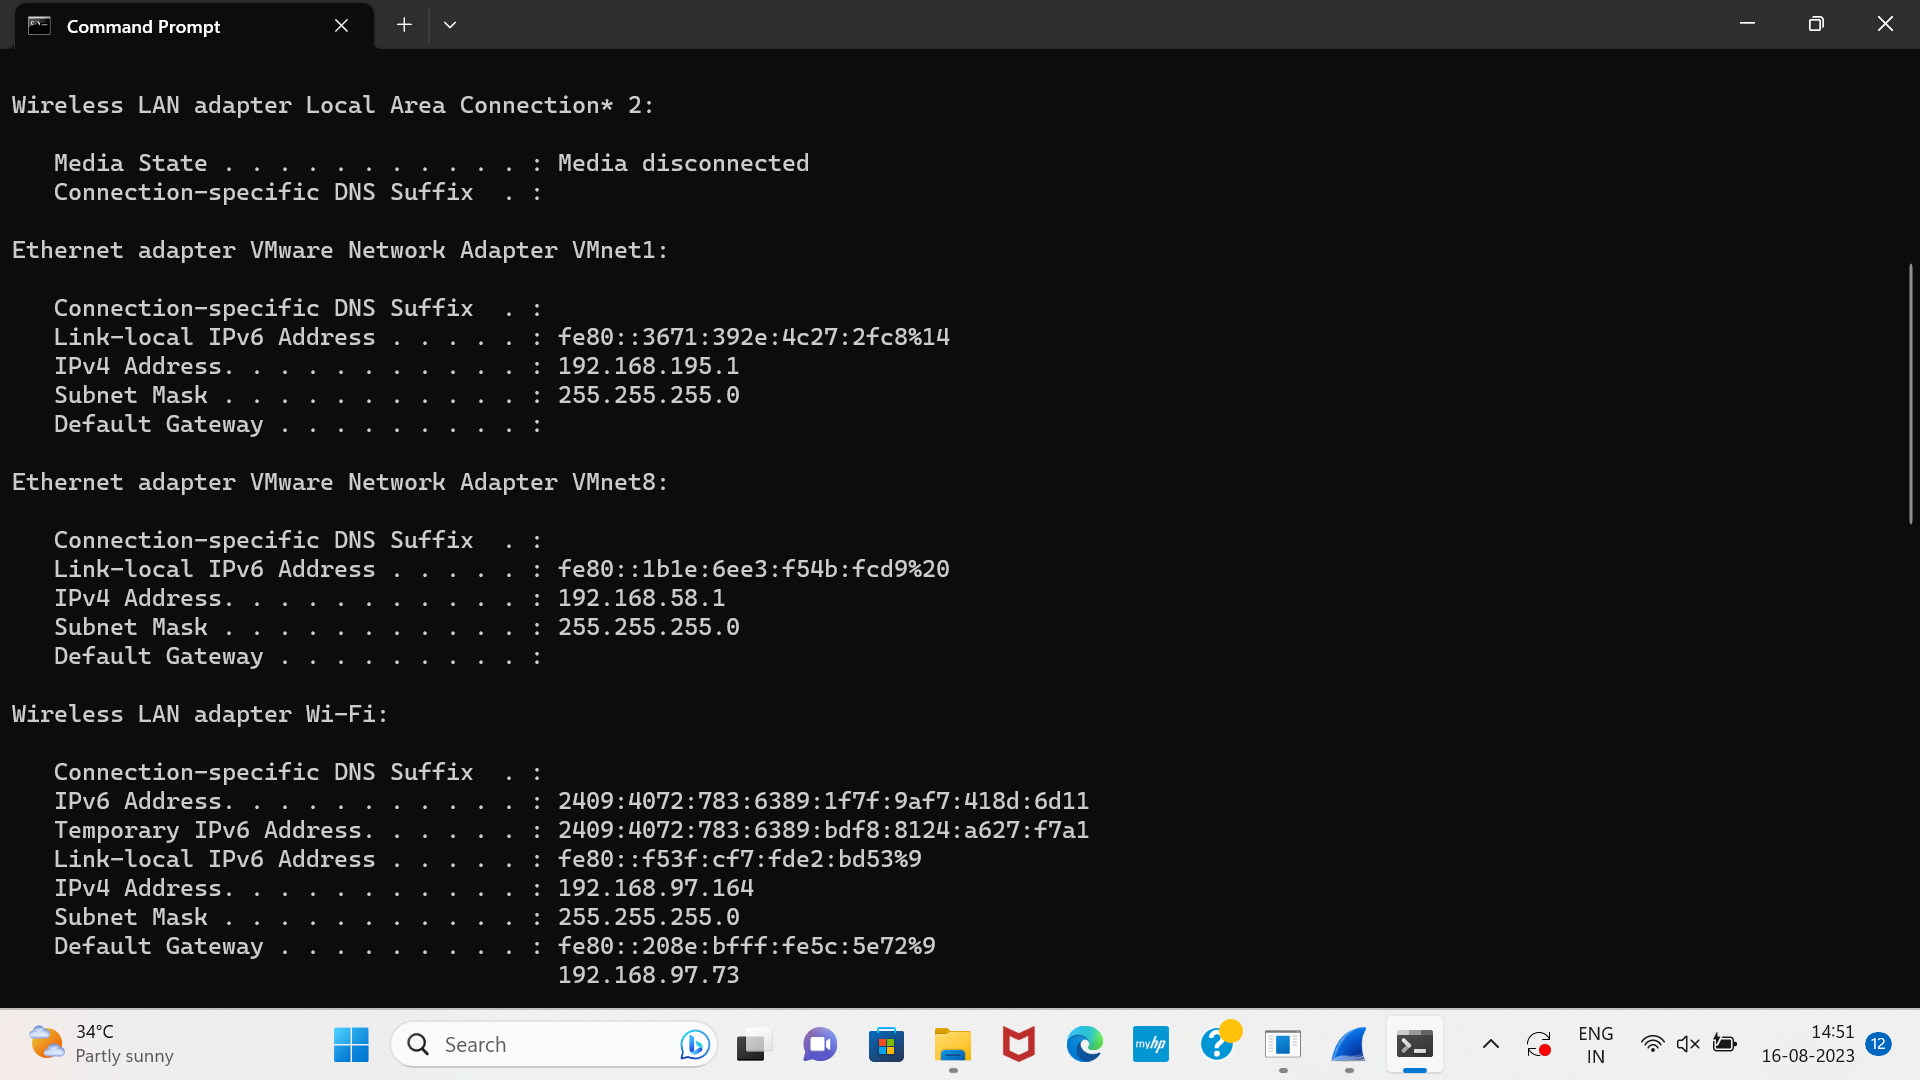 Command Prompt
Wireless LAN adapter Local Area Connection* 2:
Media State . . . . . . . . . . . : Media disconnected
Connection-specific DNS Suffix  . :
Ethernet adapter VMware Network Adapter VMnet1:
Connection-specific DNS Suffix  . :
Link-local IPv6 Address . . . . . : fe80::3671:392e:4c27:2fc8%14
IPv4 Address. . . . . . . . . . . : 192.168.195.1
Subnet Mask . . . . . . . . . . . : 255.255.255.0
Default Gateway . . . . . . . . . :
Ethernet adapter VMware Network Adapter VMnet8:
Connection-specific DNS Suffix  . :
Link-local IPv6 Address . . . . . : fe80::1b1e:6ee3:f54b:fcd9%20
IPv4 Address. . . . . . . . . . . : 192.168.58.1
Subnet Mask . . . . . . . . . . . : 255.255.255.0
Default Gateway . . . . . . . . . :
Wireless LAN adapter Wi-Fi:
Connection-specific DNS Suffix  . :
IPv6 Address. . . . . . . . . . . : 2409:4072:783:6389:1f7f:9af7:418d:6d11
Temporary IPv6 Address. . . . . . : 2409:4072:783:6389:bdf8:8124:a627:f7a1
Link-local IPv6 Address . . . . . : fe80::f53f:cf7:fde2:bd53%9
IPv4 Address. . . . . . . . . . . : 192.168.97.164
Subnet Mask . . . . . . . . . . . : 255.255.255.0
Default Gateway . . . . . . . . . : fe80::208e:bfff:fe5c:5e72%9
192.168.97.73
34°C
Partly sunny
Search
myhp
ENG
IN
14:51
16-08-2023
12